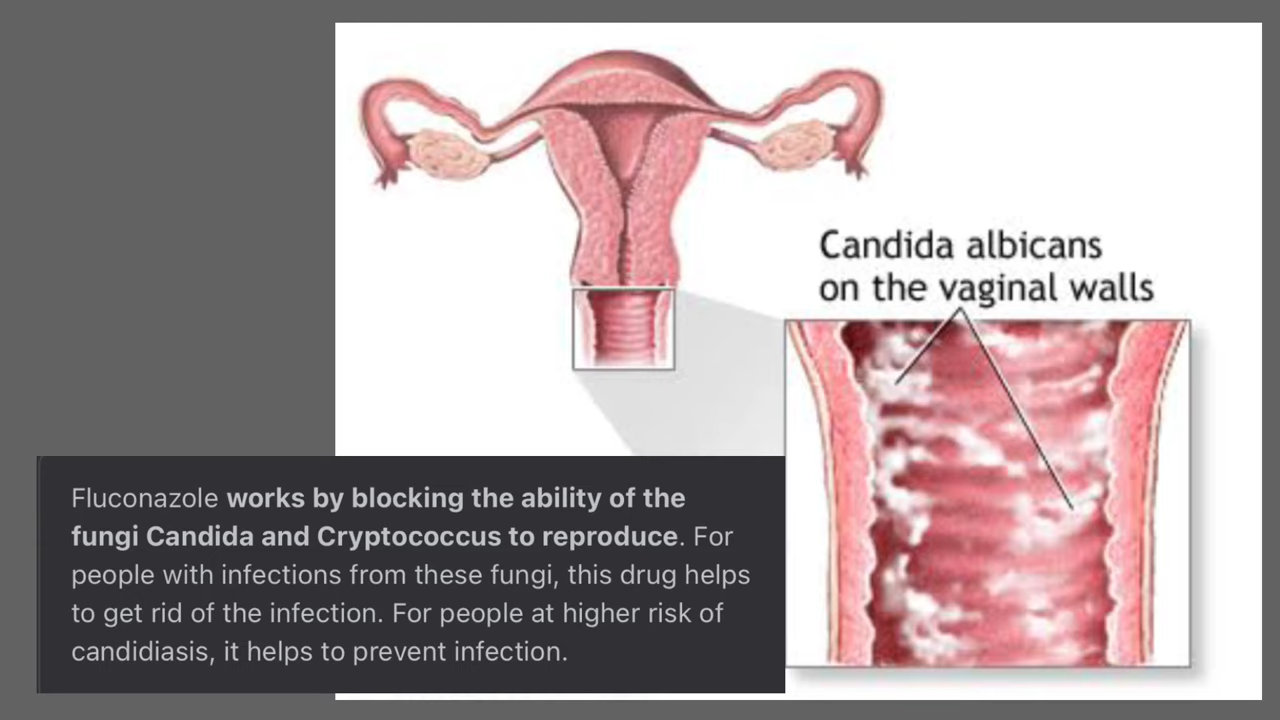 Candida albicans
on the vaginal walls
Fluconazole works by blocking the ability of the
fungi Candida and Cryptococcus to reproduce. For
people with infections from these fungi, this drug helps
to get rid of the infection. For people at higher risk of
candidiasis, it helps to prevent infection.